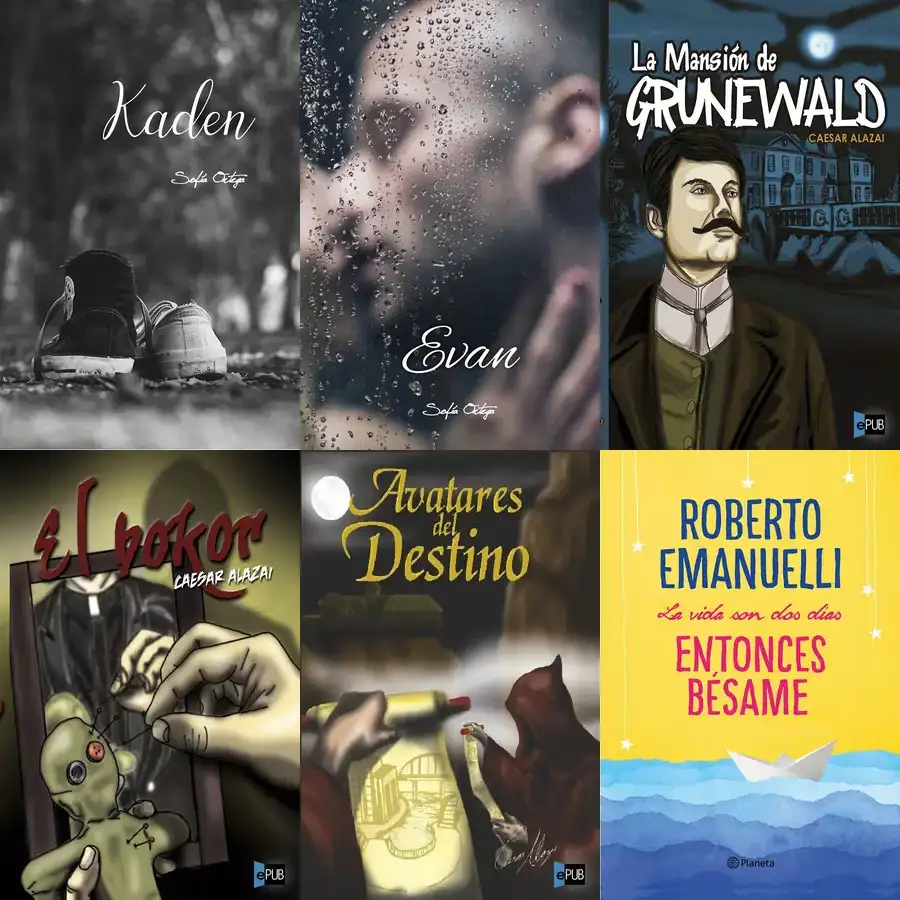 Kaden
Sofía Ortega
Evan
Sofía Ortega
La Mansión de
GRUNEWALD
CAESAR ALAZAI
ePUB
El bokor
CAESAR ALAZAI
ePUB
Avatares
del
Destino
ePUB
ROBERTO
EMANUELLI
La vida son dos días
ENTONCES
BÉSAME
Planeta